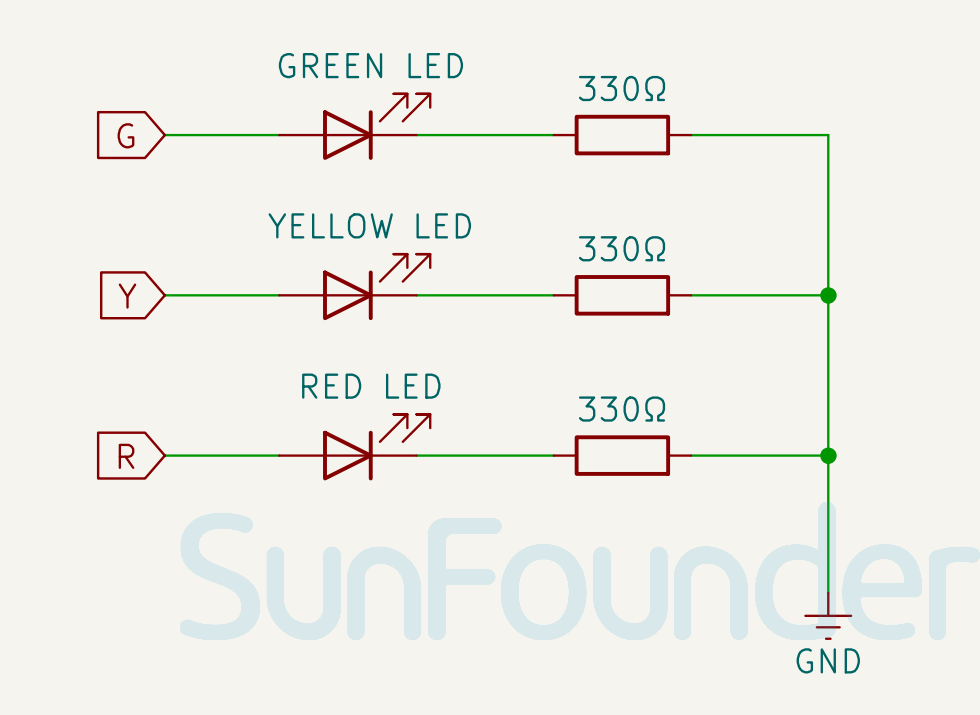 GREEN LED
330Ω
G
YELLOW LED
330Ω
Y
RED LED
330Ω
R
SunFounder
GND